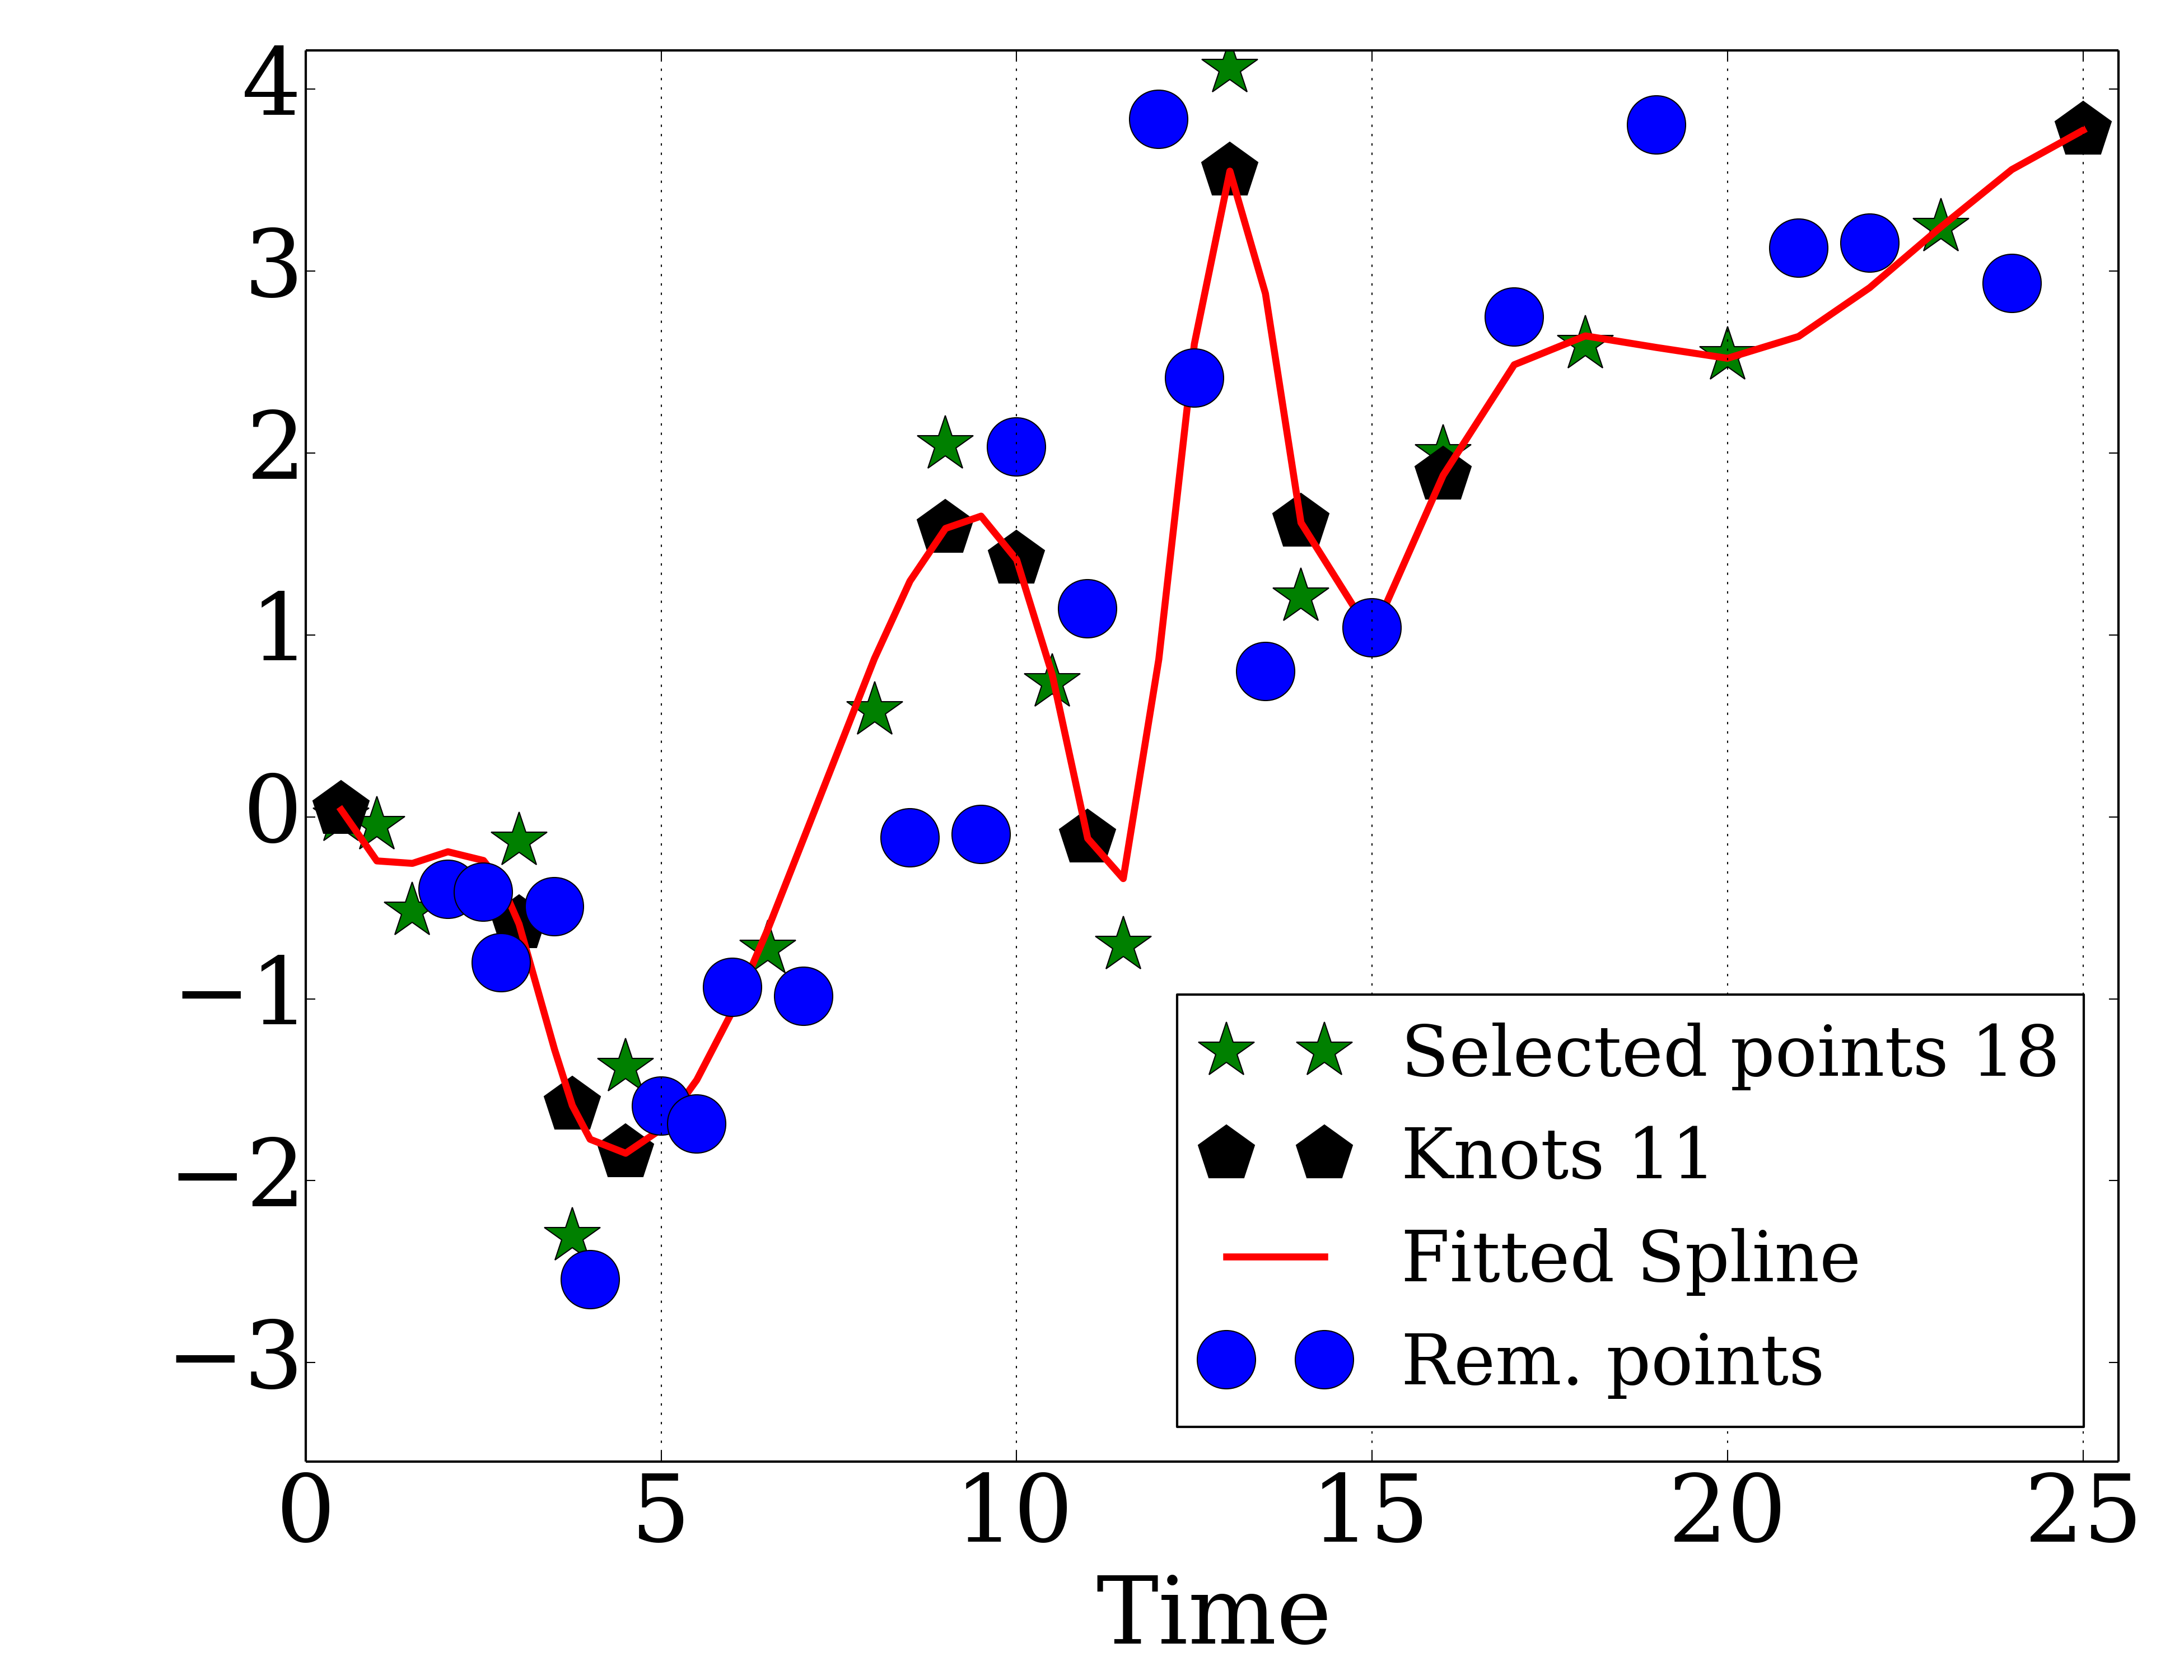 4
3
2
1
0
−1
−2
−3
0 5 10 15 20 25
Time
Selected points 18
Knots 11
Fitted Spline
Rem. points